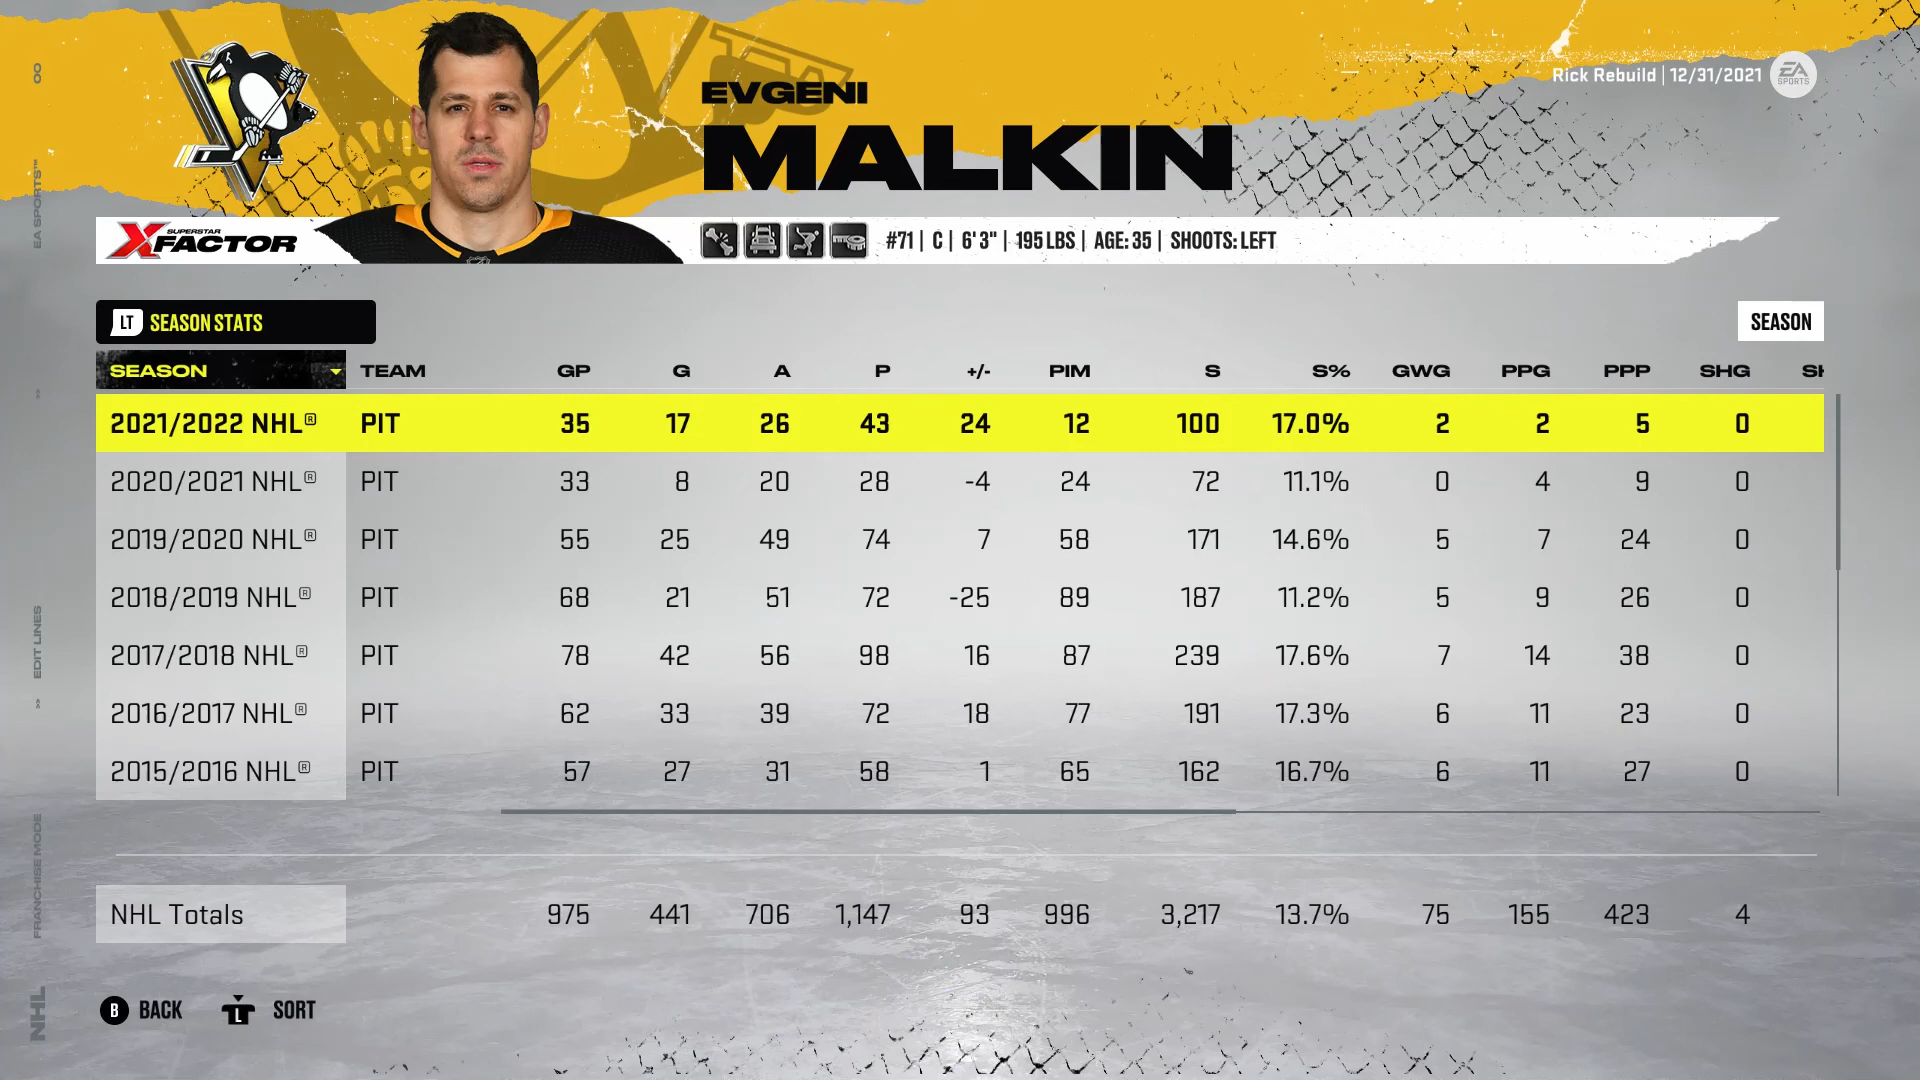 EVGENI
MALKIN
Rick Rebuild | 12/31/2021
EA SPORTS
SUPERSTAR
X FACTOR
#71 | C | 6' 3" | 195 LBS | AGE: 35 | SHOOTS: LEFT
LT SEASON STATS
SEASON
SEASON TEAM GP G A P +/- PIM S S% GWG PPG PPP SHG
2021/2022 NHL® PIT 35 17 26 43 24 12 100 17.0% 2 2 5 0
2020/2021 NHL® PIT 33 8 20 28 -4 24 72 11.1% 0 4 9 0
2019/2020 NHL® PIT 55 25 49 74 7 58 171 14.6% 5 7 24 0
2018/2019 NHL® PIT 68 21 51 72 -25 89 187 11.2% 5 9 26 0
2017/2018 NHL® PIT 78 42 56 98 16 87 239 17.6% 7 14 38 0
2016/2017 NHL® PIT 62 33 39 72 18 77 191 17.3% 6 11 23 0
2015/2016 NHL® PIT 57 27 31 58 1 65 162 16.7% 6 11 27 0
NHL Totals 975 441 706 1,147 93 996 3,217 13.7% 75 155 423 4
B BACK L SORT
NHL FRANCHISE MODE >> EDIT LINES >> EA SPORTS™